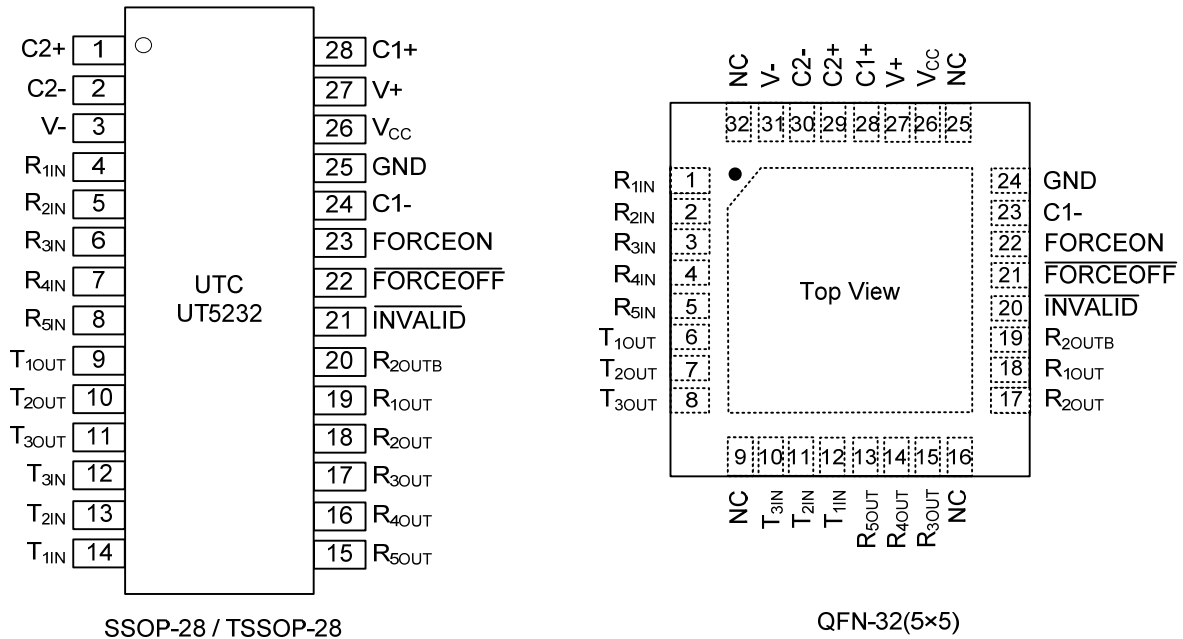 C2+ 1 28 C1+
C2- 2 27 V+
V- 3 26 VCC
R1IN 4 25 GND
R2IN 5 24 C1-
R3IN 6 23 FORCEON
R4IN 7 22 FORCEOFF
R5IN 8 21 INVALID
T1OUT 9 20 R2OUTB
T2OUT 10 19 R1OUT
T3OUT 11 18 R2OUT
T3IN 12 17 R3OUT
T2IN 13 16 R4OUT
T1IN 14 15 R5OUT
UTC
UT5232
SSOP-28 / TSSOP-28
NC V- C2- C2+ C1+ V+ VCC NC
32 31 30 29 28 27 26 25
R1IN 1 24 GND
R2IN 2 23 C1-
R3IN 3 22 FORCEON
R4IN 4 21 FORCEOFF
R5IN 5 20 INVALID
T1OUT 6 19 R2OUTB
T2OUT 7 18 R1OUT
T3OUT 8 17 R2OUT
Top View
9 10 11 12 13 14 15 16
NC T3IN T2IN T1IN R5OUT R4OUT R3OUT NC
QFN-32(5×5)